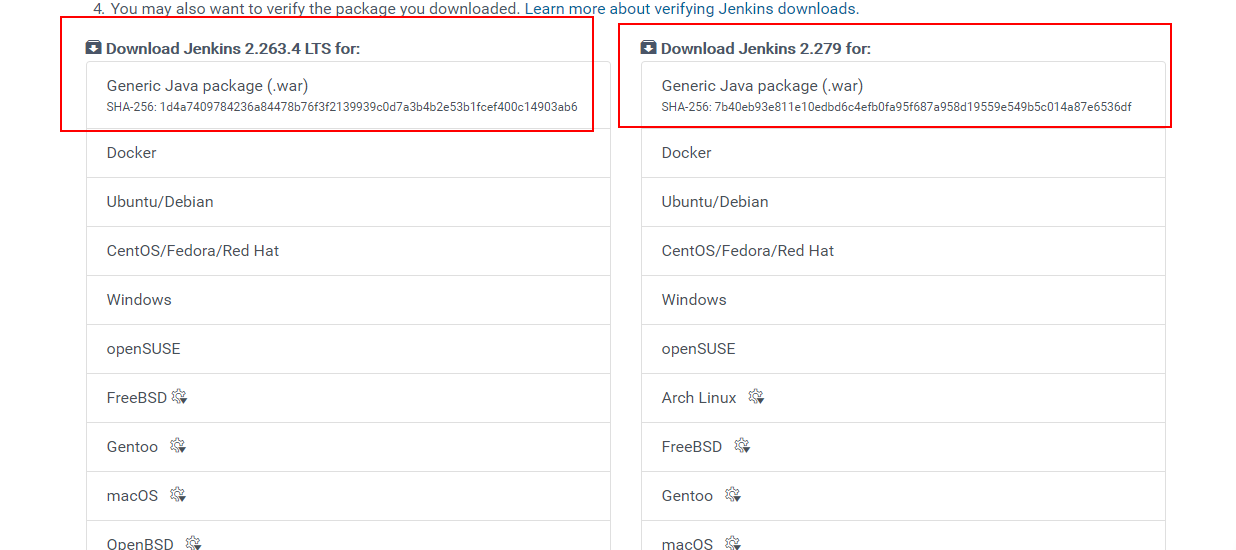 4. You may also want to verify the package you downloaded. Learn more about verifying Jenkins downloads.
Download Jenkins 2.263.4 LTS for:
Generic Java package (.war)
SHA-256: 1d4a7409784236a84478b76f3f2139939c0d7a3b4b2e53b1fcef400c14903ab6
Docker
Ubuntu/Debian
CentOS/Fedora/Red Hat
Windows
openSUSE
FreeBSD
Gentoo
macOS
OpenBSD
Download Jenkins 2.279 for:
Generic Java package (.war)
SHA-256: 7b40eb93e811e10edbd6c4efb0fa95f687a958d19559e549b5c014a87e6536df
Docker
Ubuntu/Debian
CentOS/Fedora/Red Hat
Windows
openSUSE
Arch Linux
FreeBSD
Gentoo
macOS